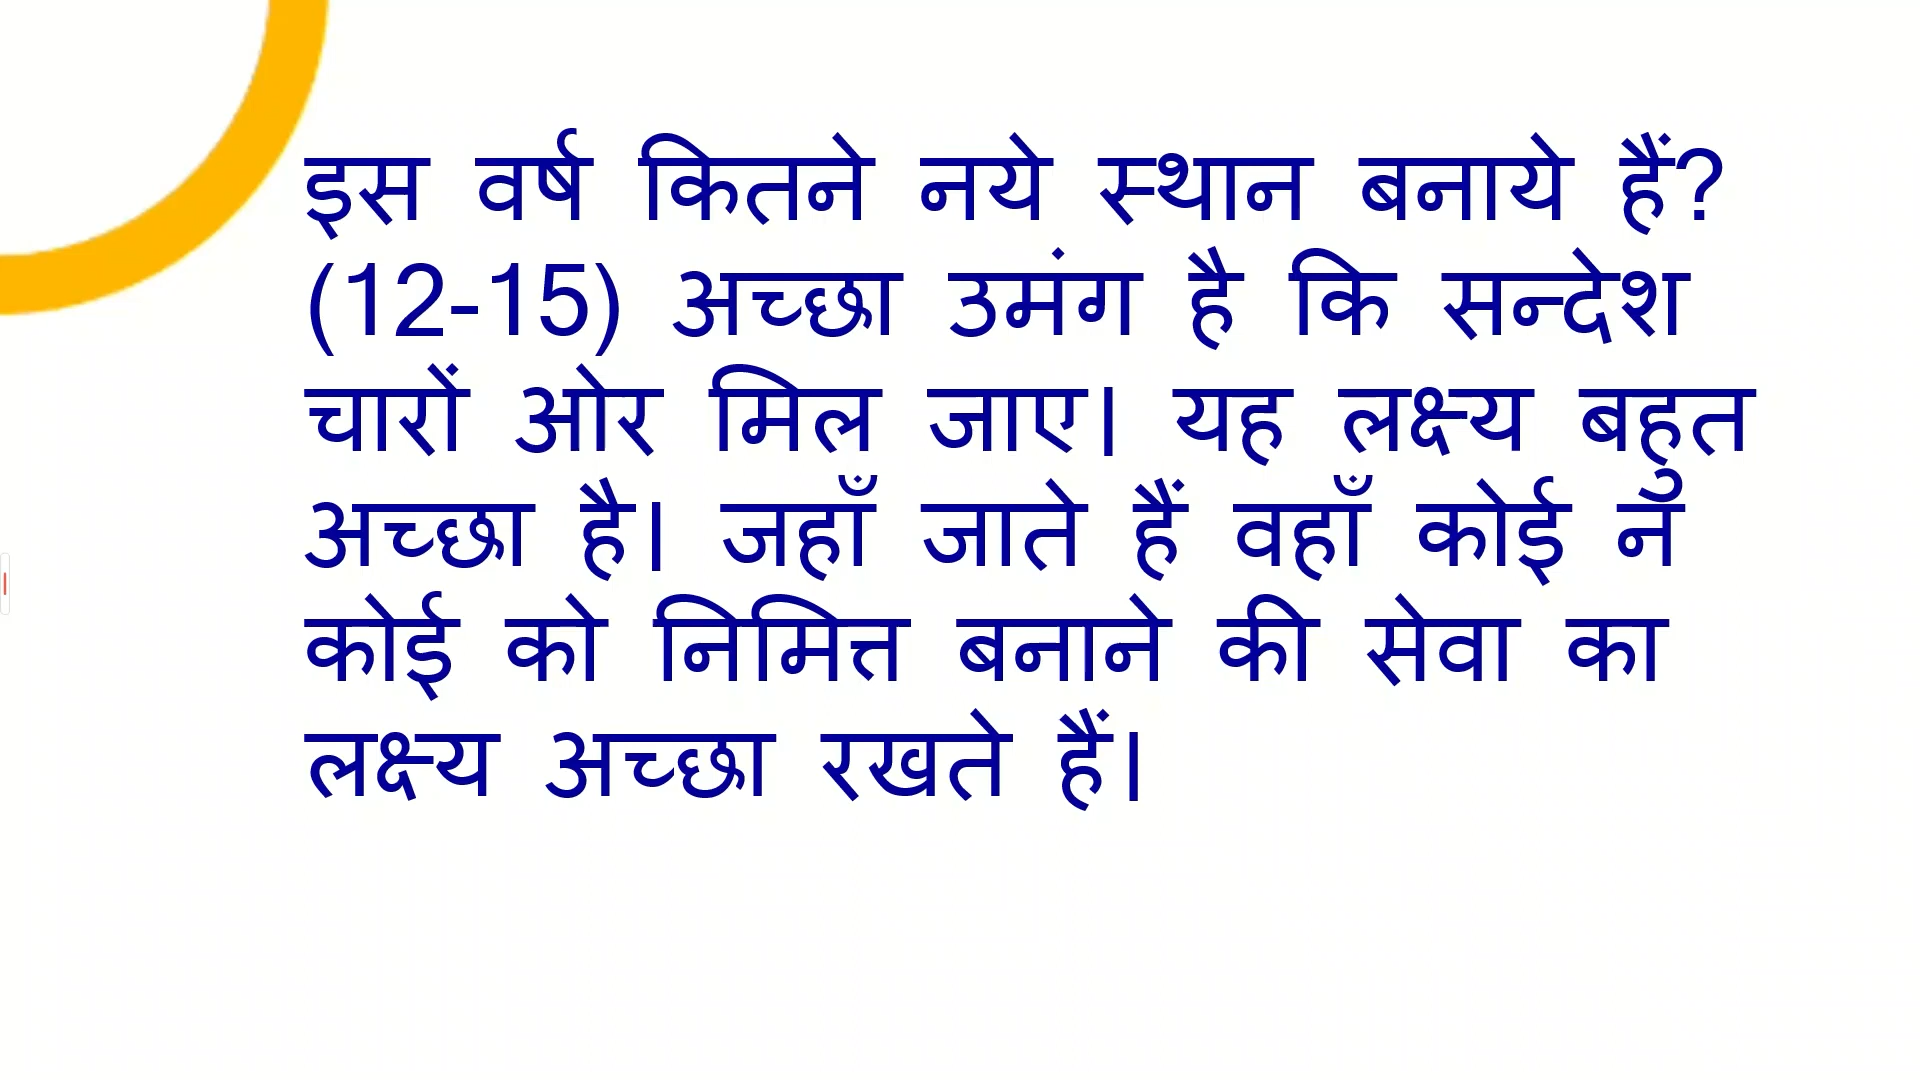 इस वर्ष कितने नये स्थान बनाये हैं?
(12-15) अच्छा उमंग है कि सन्देश
चारों ओर मिल जाए। यह लक्ष्य बहुत
अच्छा है। जहाँ जाते हैं वहाँ कोई न
कोई को निमित्त बनाने की सेवा का
लक्ष्य अच्छा रखते हैं।